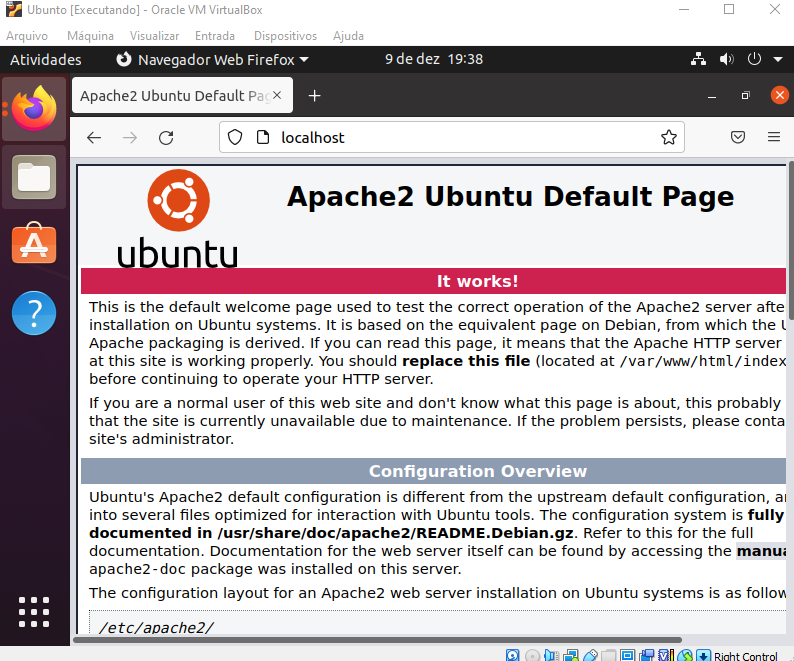 Ubunto [Executando] - Oracle VM VirtualBox
Arquivo Máquina Visualizar Entrada Dispositivos Ajuda
Atividades Navegador Web Firefox 9 de dez 19:38
Apache2 Ubuntu Default Pag
localhost
ubuntu
Apache2 Ubuntu Default Page
It works!
This is the default welcome page used to test the correct operation of the Apache2 server afte
installation on Ubuntu systems. It is based on the equivalent page on Debian, from which the U
Apache packaging is derived. If you can read this page, it means that the Apache HTTP server
at this site is working properly. You should replace this file (located at /var/www/html/index
before continuing to operate your HTTP server.
If you are a normal user of this web site and don't know what this page is about, this probably
that the site is currently unavailable due to maintenance. If the problem persists, please conta
site's administrator.
Configuration Overview
Ubuntu's Apache2 default configuration is different from the upstream default configuration, a
into several files optimized for interaction with Ubuntu tools. The configuration system is fully
documented in /usr/share/doc/apache2/README.Debian.gz. Refer to this for the full
documentation. Documentation for the web server itself can be found by accessing the manua
apache2-doc package was installed on this server.
The configuration layout for an Apache2 web server installation on Ubuntu systems is as follow
/etc/apache2/
Right Control